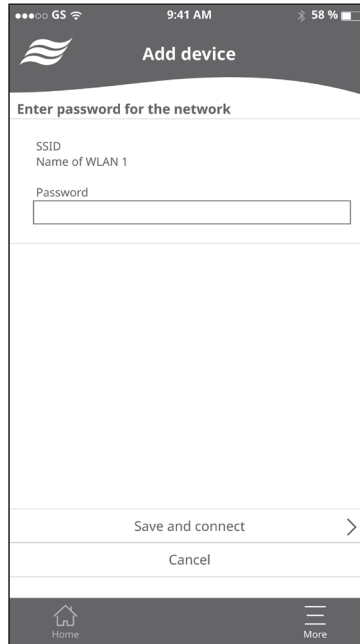 GS 9:41 AM 58 %
Add device
Enter password for the network
SSID
Name of WLAN 1
Password
Save and connect
Cancel
Home More